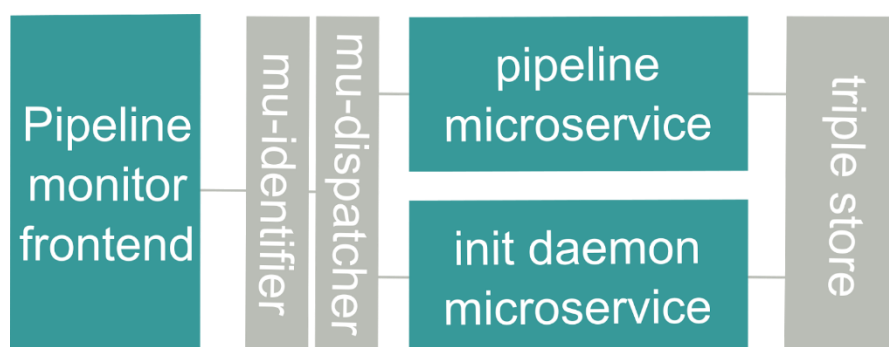 Pipeline
monitor
frontend
mu-identifier
mu-dispatcher
pipeline
microservice
init daemon
microservice
triple store